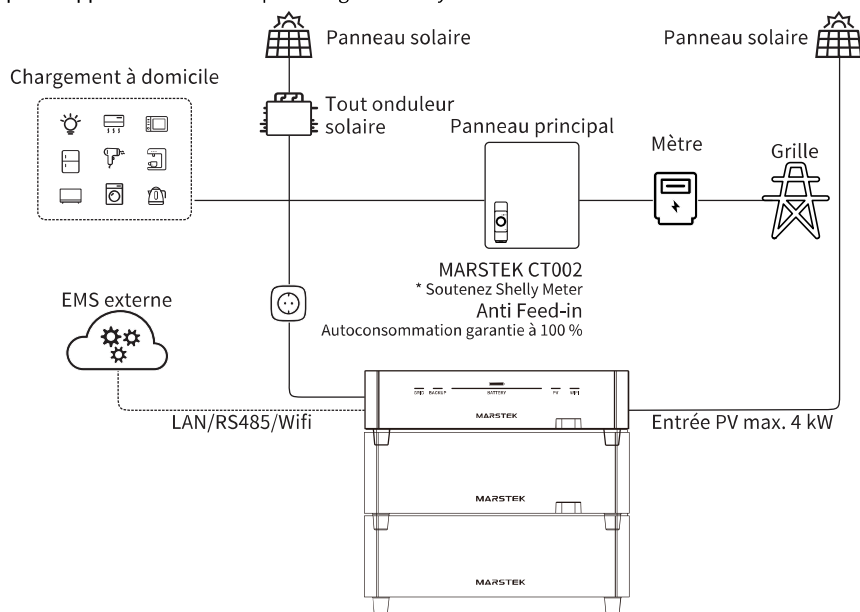 Panneau solaire
Panneau solaire
Chargement à domicile
Tout onduleur
solaire
Panneau principal
Mètre
Grille
MARSTEK CT002
* Soutenez Shelly Meter
Anti Feed-in
Autoconsommation garantie à 100 %
EMS externe
GRID BACKUP BATTERY PV WIFI
MARSTEK
LAN/RS485/Wifi
Entrée PV max. 4 kW
MARSTEK
MARSTEK